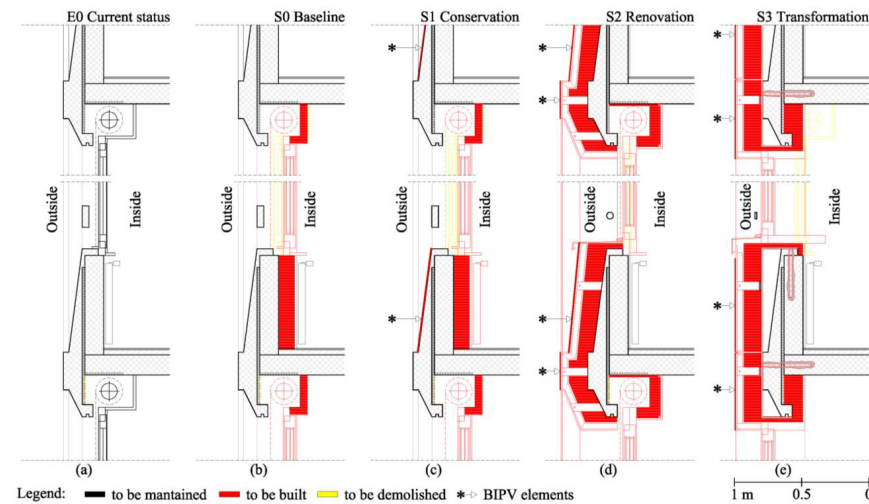 E0 Current status S0 Baseline S1 Conservation S2 Renovation S3 Transformation
* * *
* *
Outside Inside Outside Inside Outside Inside Outside Inside Outside Inside
* * *
* *
(a) (b) (c) (d) (e)
Legend: to be mantained to be built to be demolished * BIPV elements
1 m 0.5 0